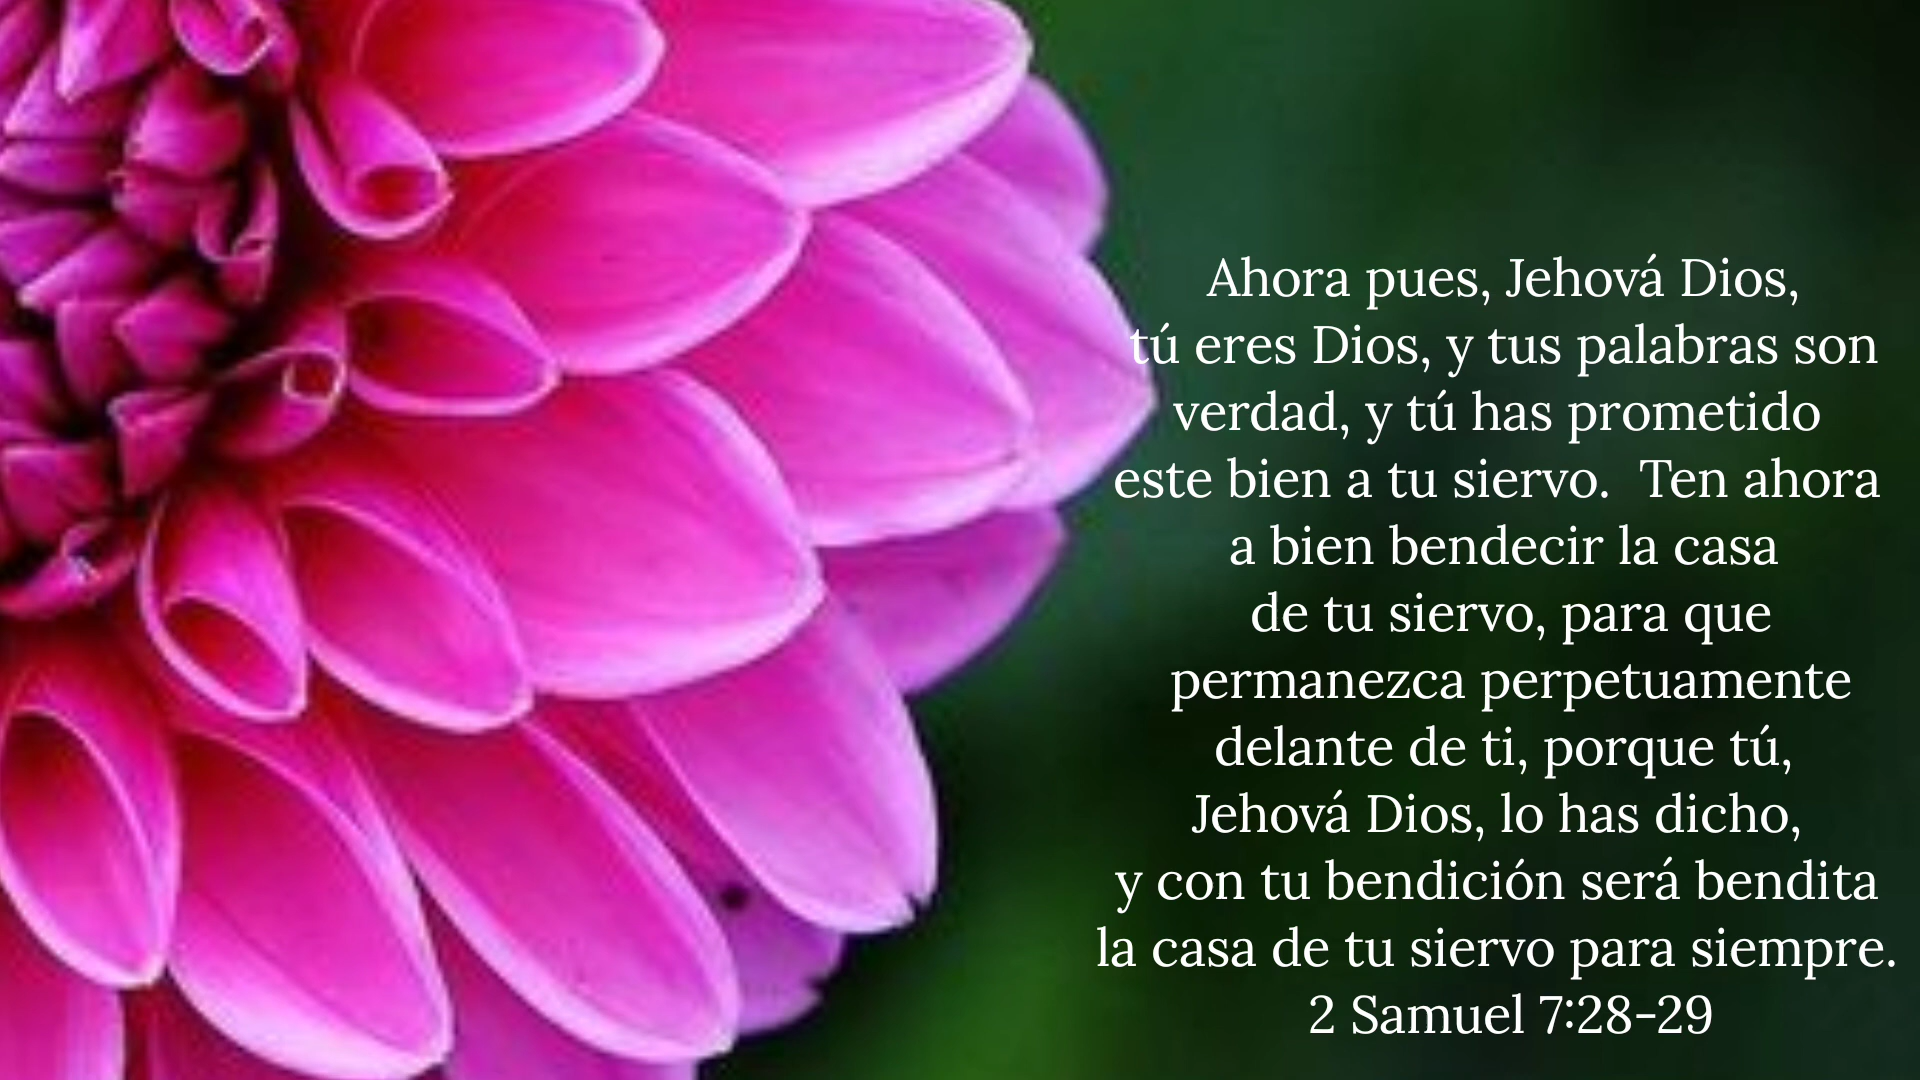 Ahora pues, Jehová Dios,
tú eres Dios, y tus palabras son
verdad, y tú has prometido
este bien a tu siervo.  Ten ahora
a bien bendecir la casa
de tu siervo, para que
permanezca perpetuamente
delante de ti, porque tú,
Jehová Dios, lo has dicho,
y con tu bendición será bendita
la casa de tu siervo para siempre.
2 Samuel 7:28-29